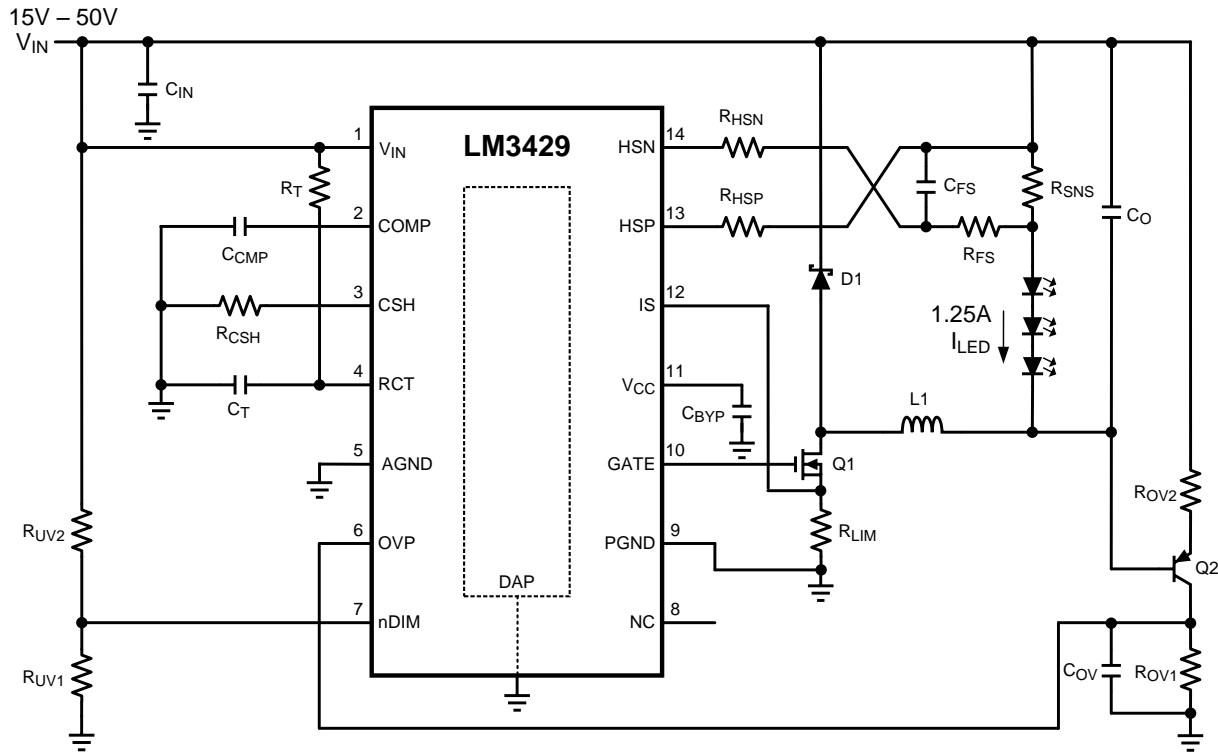 15V – 50V
VIN
CIN
LM3429
1
VIN
14
HSN
RHSN
RT
CFS
RSNS
CO
2
COMP
13
HSP
RHSP
RFS
CCMP
D1
3
CSH
12
IS
RCSH
1.25A
ILED
4
RCT
11
VCC
CT
CBYP
L1
5
AGND
10
GATE
Q1
ROV2
RUV2
6
OVP
9
PGND
RLIM
DAP
Q2
7
nDIM
8
NC
RUV1
COV
ROV1